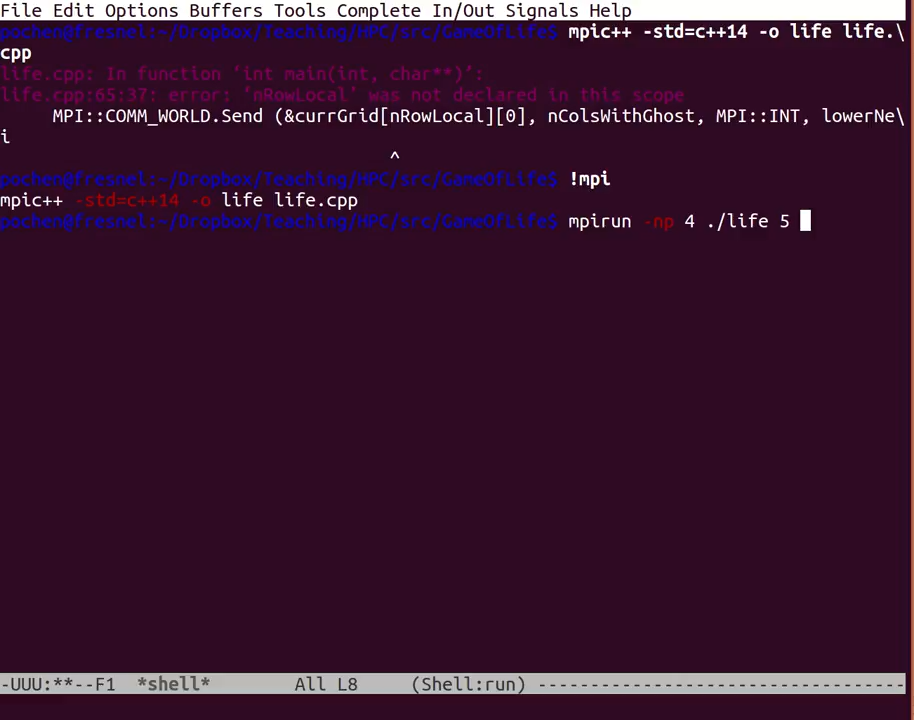 File Edit Options Buffers Tools Complete In/Out Signals Help
pochen@fresnel:~/Dropbox/Teaching/HPC/src/GameOfLife$ mpic++ -std=c++14 -o life life.\
cpp
life.cpp: In function ‘int main(int, char**)’:
life.cpp:65:37: error: ‘nRowLocal’ was not declared in this scope
MPI::COMM_WORLD.Send (&currGrid[nRowLocal][0], nColsWithGhost, MPI::INT, lowerNe\
i
^
pochen@fresnel:~/Dropbox/Teaching/HPC/src/GameOfLife$ !mpi
mpic++ -std=c++14 -o life life.cpp
pochen@fresnel:~/Dropbox/Teaching/HPC/src/GameOfLife$ mpirun -np 4 ./life 5
-UUU:**--F1 *shell* All L8 (Shell:run) -----------------------------------